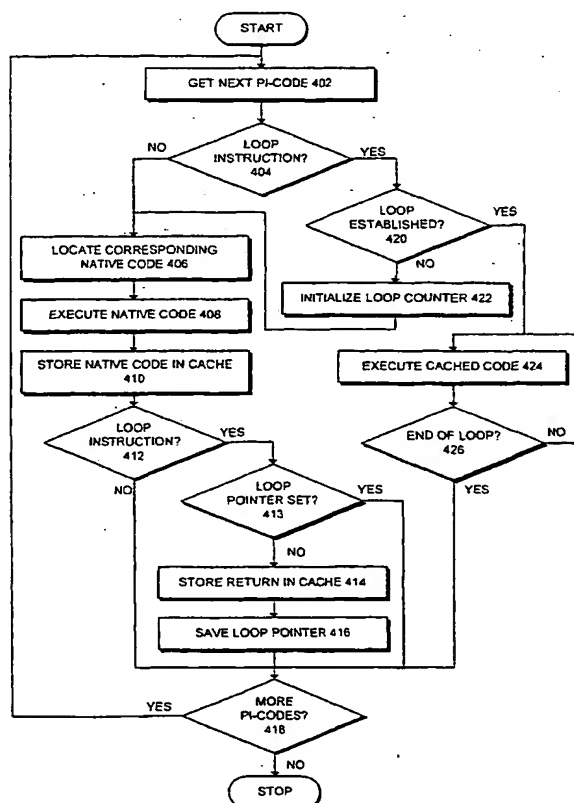 START
GET NEXT PI-CODE 402
LOOP
INSTRUCTION?
404
NO
YES
LOOP
ESTABLISHED?
420
YES
NO
LOCATE CORRESPONDING
NATIVE CODE 406
INITIALIZE LOOP COUNTER 422
EXECUTE NATIVE CODE 408
STORE NATIVE CODE IN CACHE
410
EXECUTE CACHED CODE 424
LOOP
INSTRUCTION?
412
YES
NO
END OF LOOP?
426
NO
YES
LOOP
POINTER SET?
413
YES
NO
STORE RETURN IN CACHE 414
SAVE LOOP POINTER 416
MORE
PI-CODES?
418
YES
NO
STOP